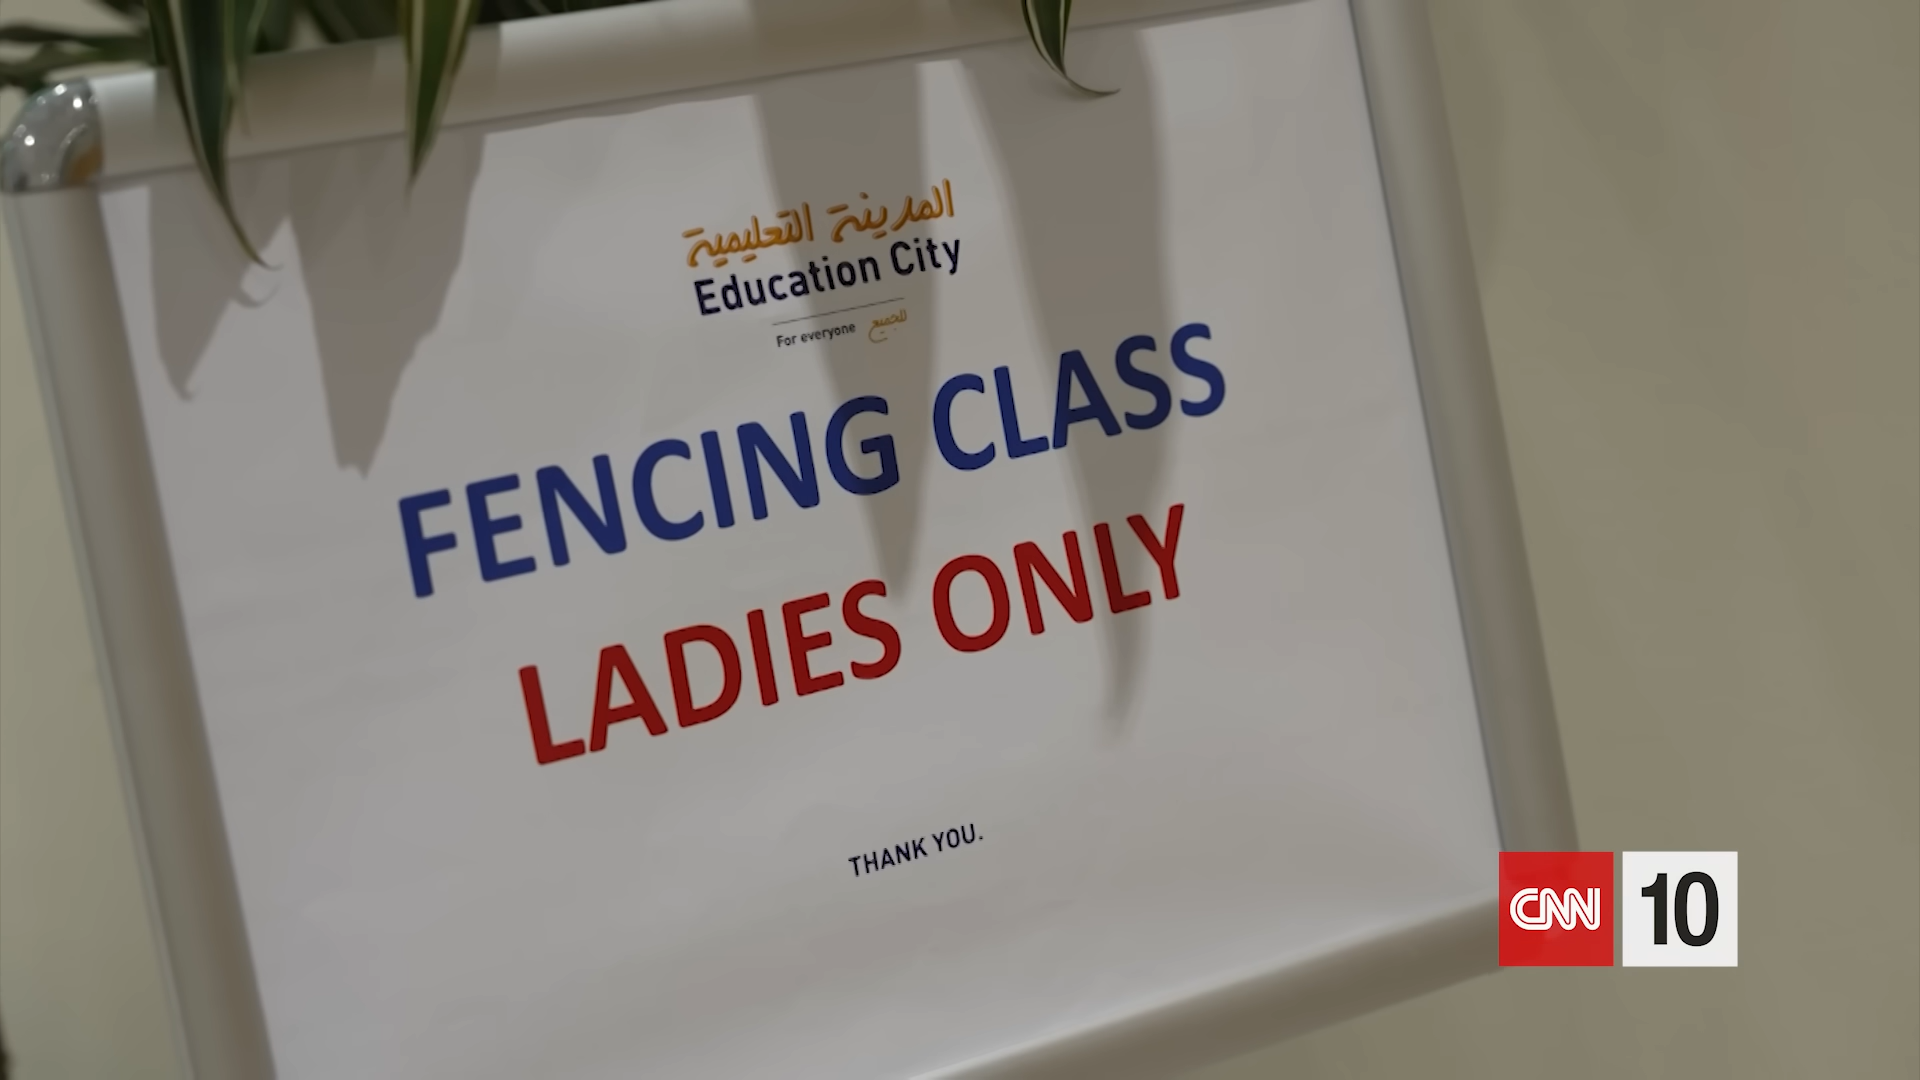 المدينة التعليمية
Education City
For everyone للجميع
FENCING CLASS
LADIES ONLY
THANK YOU.
CNN 10